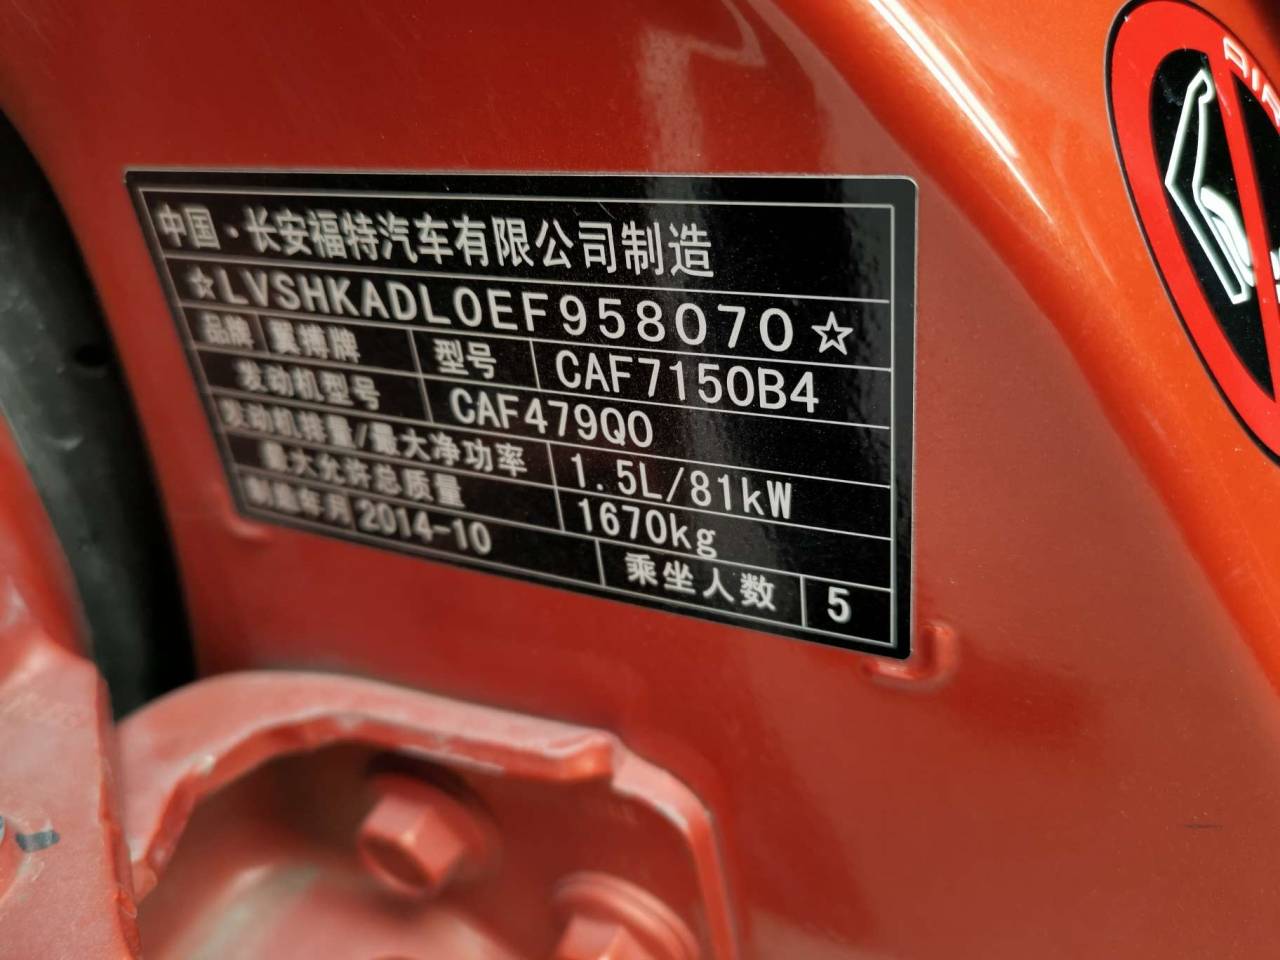 中国·长安福特汽车有限公司制造
☆LVSHKADL0EF958070☆
品牌 翼搏牌 型号 CAF7150B4
发动机型号 CAF479Q0
发动机排量/最大净功率 1.5L/81kW
最大允许总质量 1670kg
制造年月 2014-10 乘坐人数 5
AIR